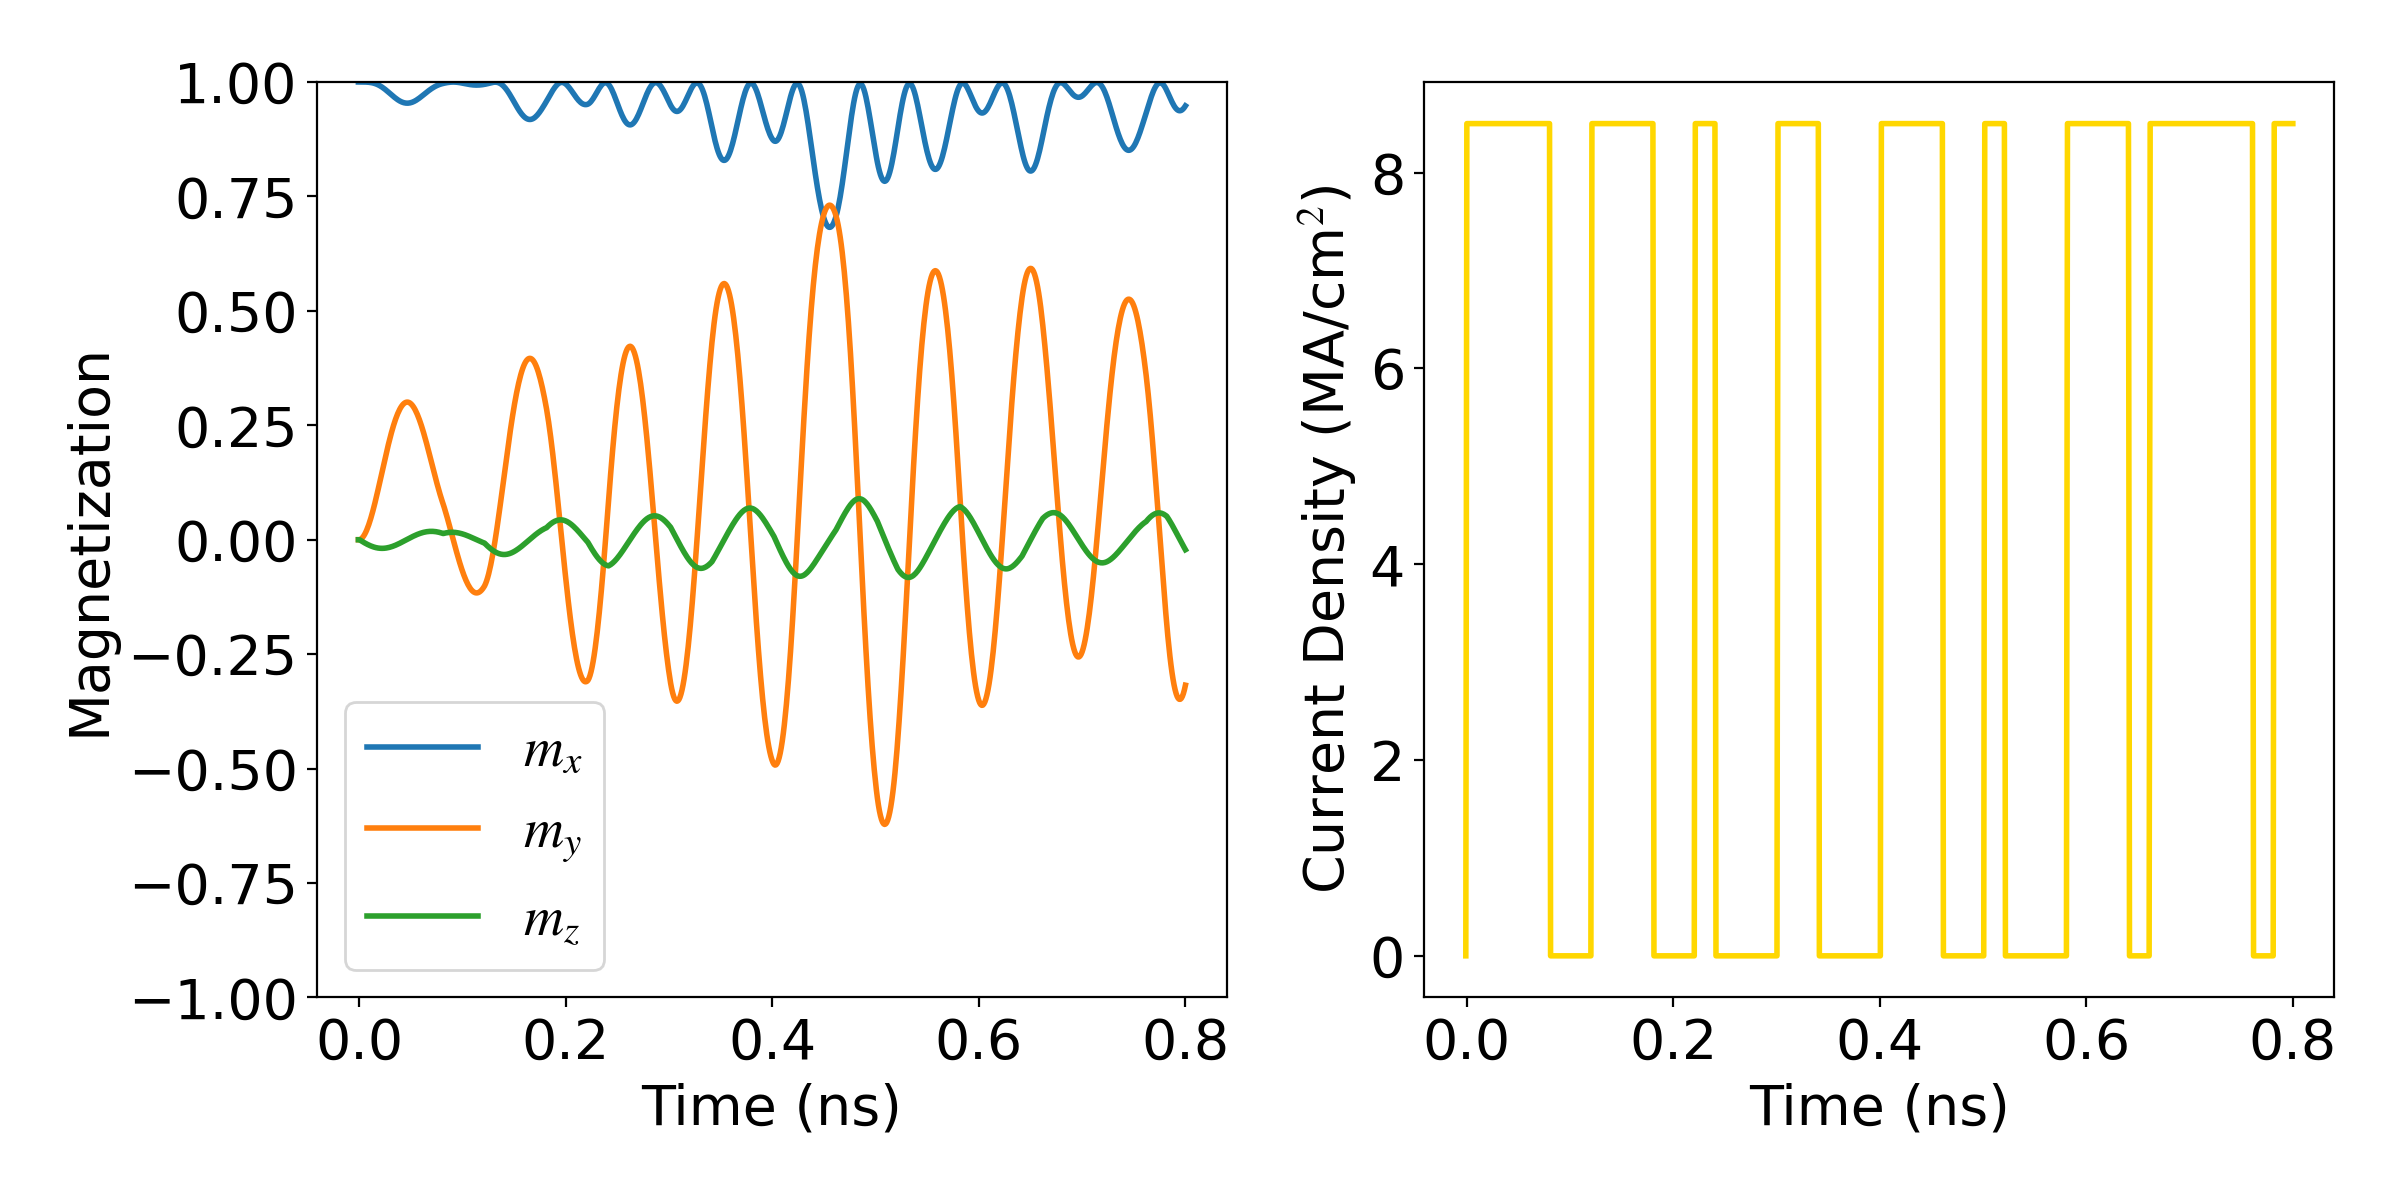 1.00
0.75
0.50
0.25
0.00
−0.25
−0.50
−0.75
−1.00
Magnetization
0.0 0.2 0.4 0.6 0.8
Time (ns)
m_x
m_y
m_z
8
6
4
2
0
Current Density (MA/cm²)
0.0 0.2 0.4 0.6 0.8
Time (ns)